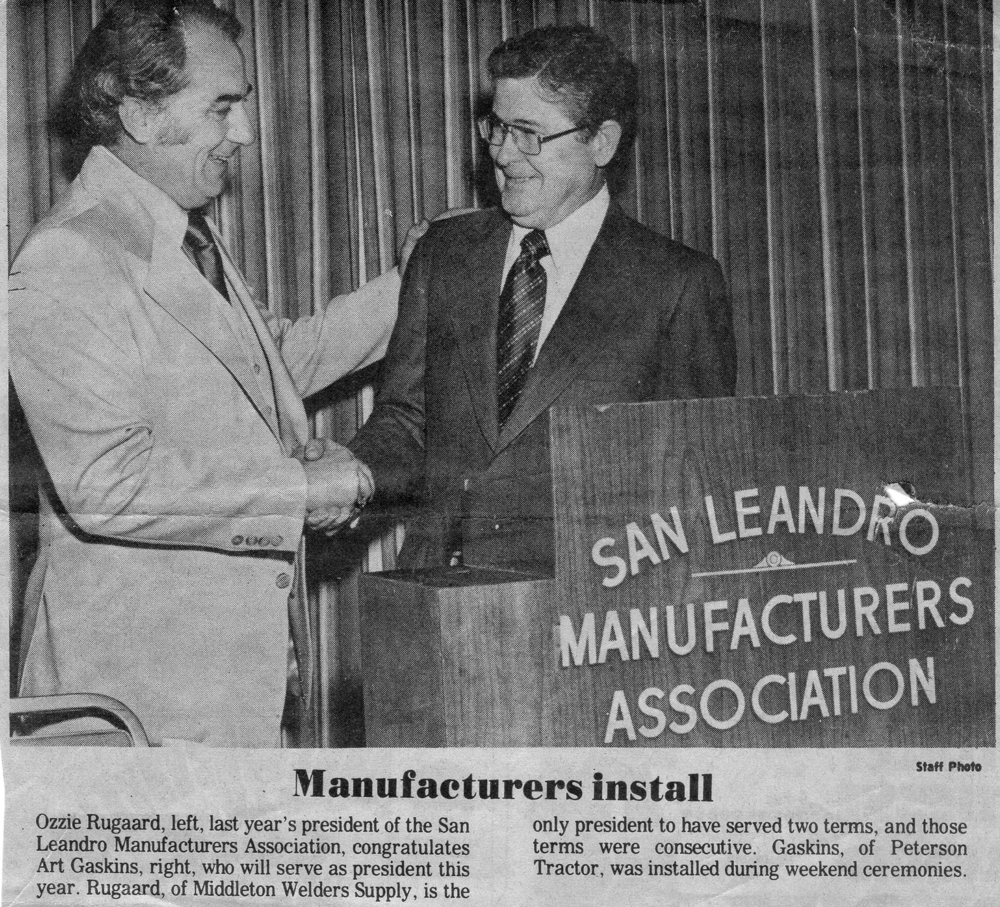 SAN LEANDRO
MANUFACTURERS
ASSOCIATION
Staff Photo
Manufacturers install
Ozzie Rugaard, left, last year's president of the San
Leandro Manufacturers Association, congratulates
Art Gaskins, right, who will serve as president this
year. Rugaard, of Middleton Welders Supply, is the
only president to have served two terms, and those
terms were consecutive. Gaskins, of Peterson
Tractor, was installed during weekend ceremonies.